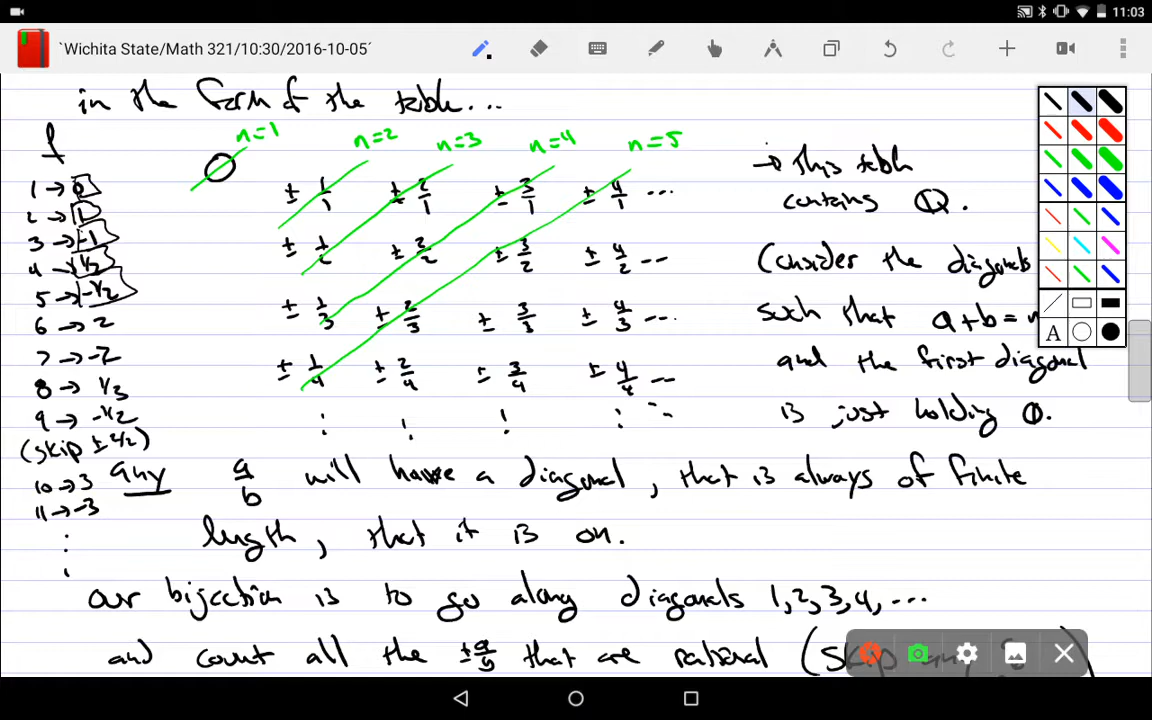 11:03
`Wichita State/Math 321/10:30/2016-10-05´
in the form of the table...
f
n=1 n=2 n=3 n=4 n=5
0
1 → 0
2 → 1
3 → -1
4 → 1/2
5 → -1/2
6 → 2
7 → -2
8 → 1/3
9 → -1/2
(skip ± 2/2)
10 → 3
11 → -3
⋮
± 1/1 ± 2/1 ± 3/1 ± 4/1 ...
± 1/2 ± 2/2 ± 3/2 ± 4/2 ...
± 1/3 ± 2/3 ± 3/3 ± 4/3 ...
± 1/4 ± 2/4 ± 3/4 ± 4/4 ...
⋮ ⋮ ⋮ ⋮ ⋱
→ This table
contains Q.
(Consider the diagonals
such that a+b=n
and the first diagonal
is just holding 0.
any a/b will have a diagonal, that is always of finite
length, that it is on.
our bijection is to go along diagonals 1,2,3,4,...
and count all the ±a/b that are rational (skip any
A